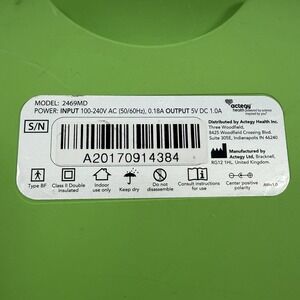 MODEL: 2469MD
POWER: INPUT 100-240V AC (50/60Hz), 0.18A OUTPUT 5V DC 1.0A
actegy
health
S/N
A20170914384
Distributed by Actegy Health Inc.
Three Woodfield,
8425 Woodfield Crossing Blvd.
Suite 305E, Indianapolis IN 46240
Manufactured by
Actegy Ltd, Bracknell,
RG12 1HL, United Kingdom.
Type BF
Class II Double
Insulated
Indoor
use only
Keep dry
Do not
disassemble
Consult instructions
for use
Center positive
polarity